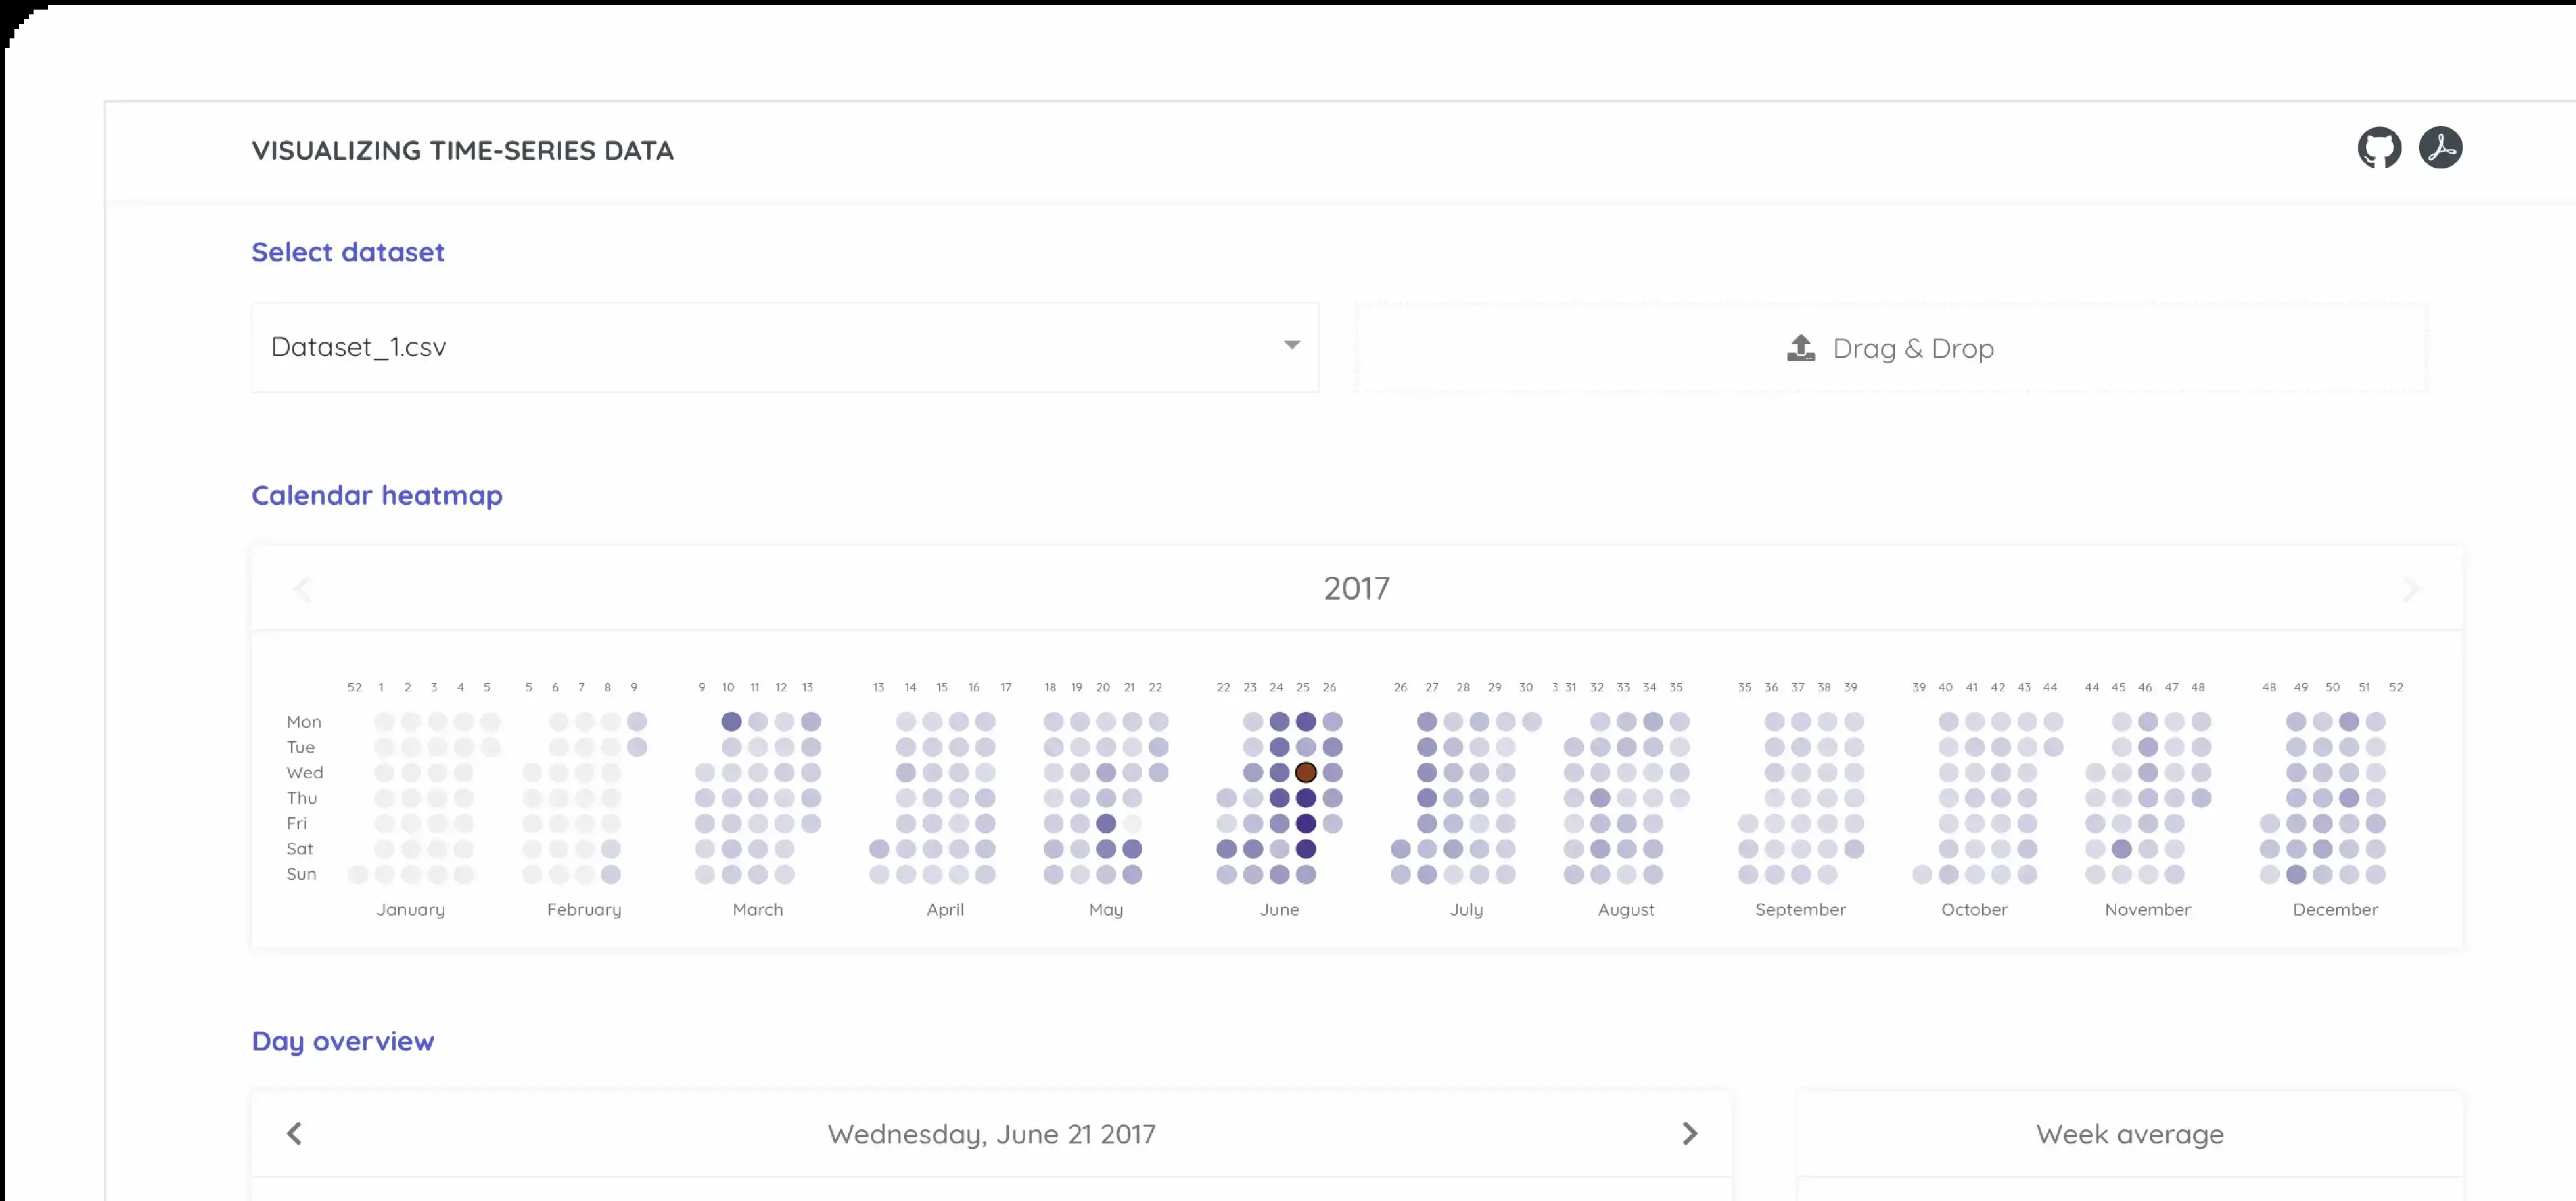 VISUALIZING TIME-SERIES DATA
Select dataset
Dataset_1.csv
Drag & Drop
Calendar heatmap
2017
52 1 2 3 4 5 5 6 7 8 9 9 10 11 12 13 13 14 15 16 17 18 19 20 21 22 22 23 24 25 26 26 27 28 29 30 3 31 32 33 34 35 35 36 37 38 39 39 40 41 42 43 44 44 45 46 47 48 48 49 50 51 52
Mon
Tue
Wed
Thu
Fri
Sat
Sun
January February March April May June July August September October November December
Day overview
Wednesday, June 21 2017
Week average